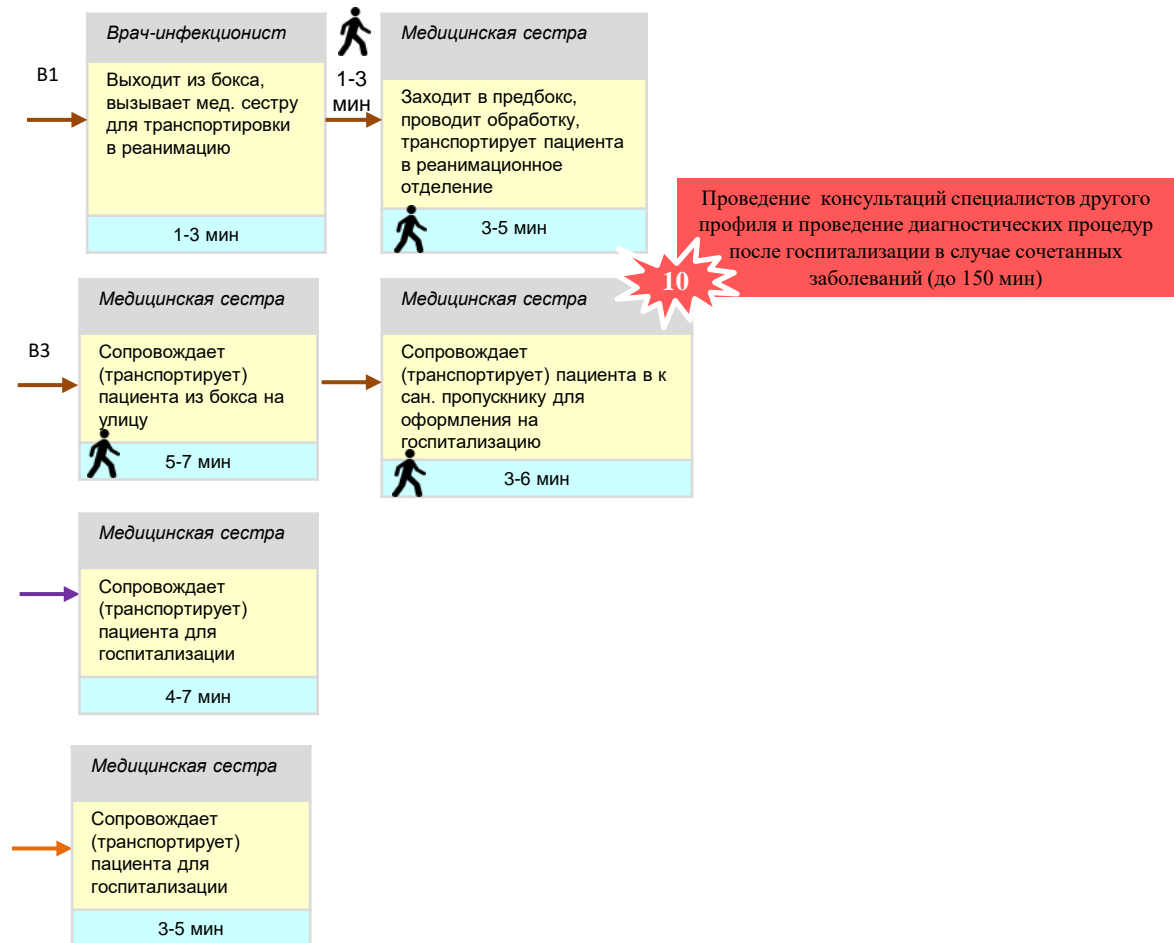 В1
Врач-инфекционист
Выходит из бокса,
вызывает мед. сестру
для транспортировки
в реанимацию
1-3 мин
1-3
мин
Медицинская сестра
Заходит в предбокс,
проводит обработку,
транспортирует пациента
в реанимационное
отделение
3-5 мин
Проведение консультаций специалистов другого
профиля и проведение диагностических процедур
после госпитализации в случае сочетанных
заболеваний (до 150 мин)
10
В3
Медицинская сестра
Сопровождает
(транспортирует)
пациента из бокса на
улицу
5-7 мин
Медицинская сестра
Сопровождает
(транспортирует) пациента в к
сан. пропускнику для
оформления на
госпитализацию
3-6 мин
Медицинская сестра
Сопровождает
(транспортирует)
пациента для
госпитализации
4-7 мин
Медицинская сестра
Сопровождает
(транспортирует)
пациента для
госпитализации
3-5 мин